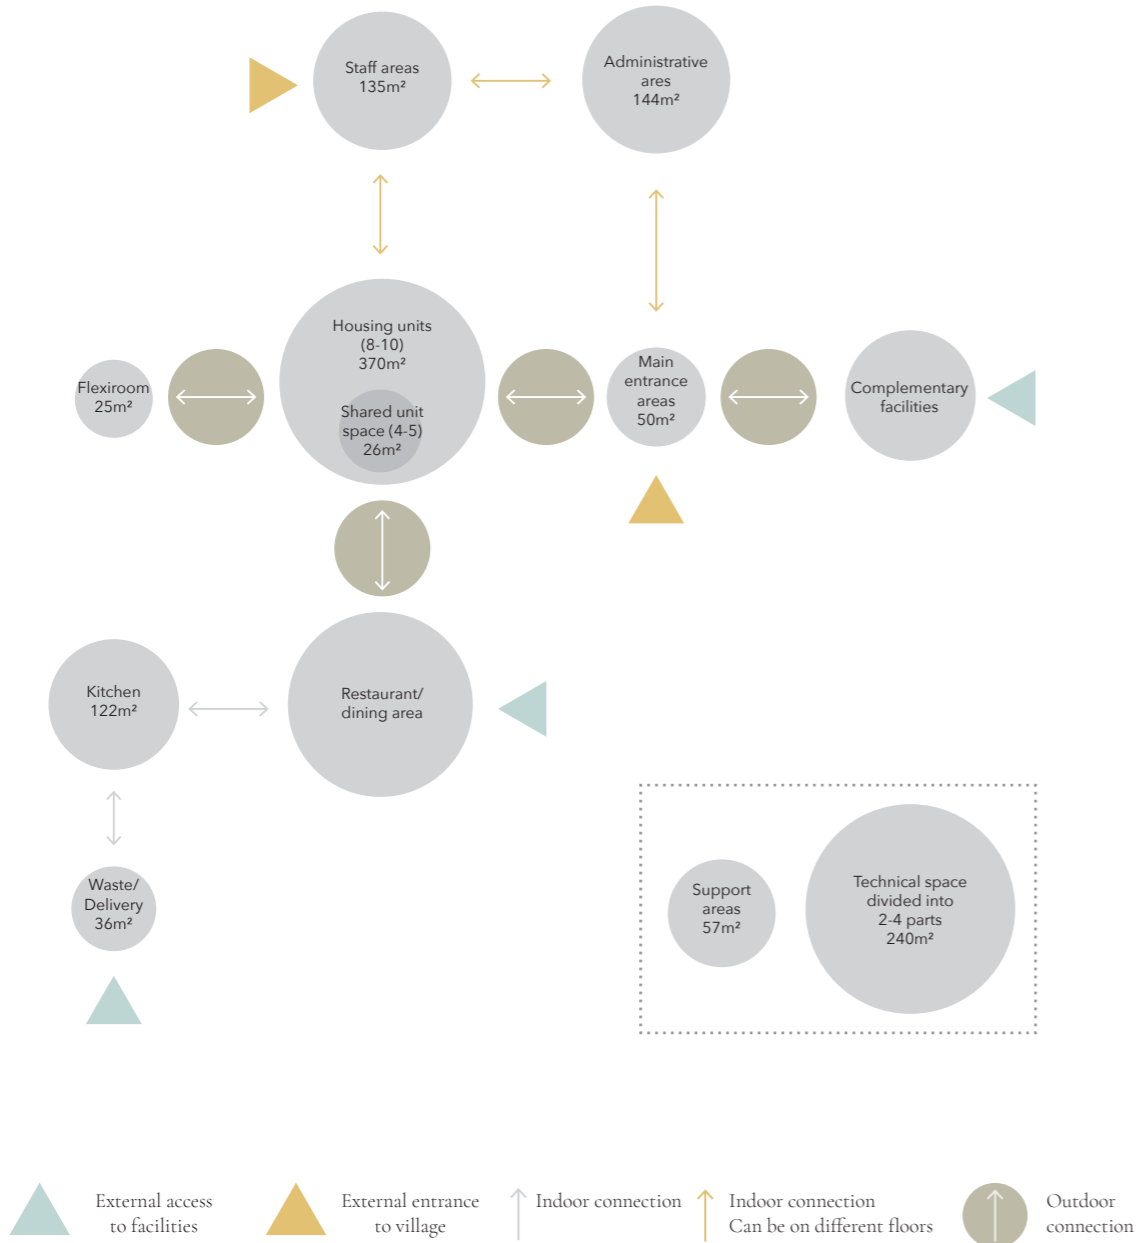 Staff areas
135m²
Administrative
ares
144m²
Housing units
(8-10)
370m²
Shared unit
space (4-5)
26m²
Flexiroom
25m²
Main
entrance
areas
50m²
Complementary
facilities
Kitchen
122m²
Restaurant/
dining area
Waste/
Delivery
36m²
Support
areas
57m²
Technical space
divided into
2-4 parts
240m²
External access
to facilities
External entrance
to village
Indoor connection
Indoor connection
Can be on different floors
Outdoor
connection